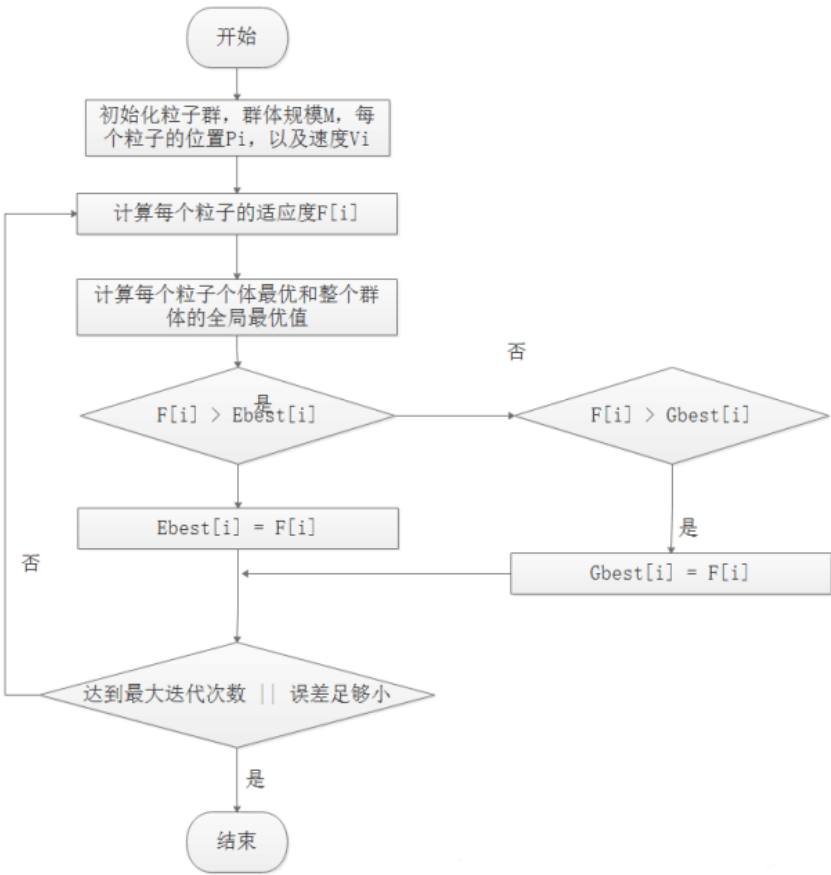 开始
初始化粒子群，群体规模M，每
个粒子的位置Pi，以及速度Vi
计算每个粒子的适应度F[i]
计算每个粒子个体最优和整个群
体的全局最优值
否
是
F[i] > Ebest[i]
F[i] > Gbest[i]
Ebest[i] = F[i]
是
否
Gbest[i] = F[i]
达到最大迭代次数 || 误差足够小
是
结束